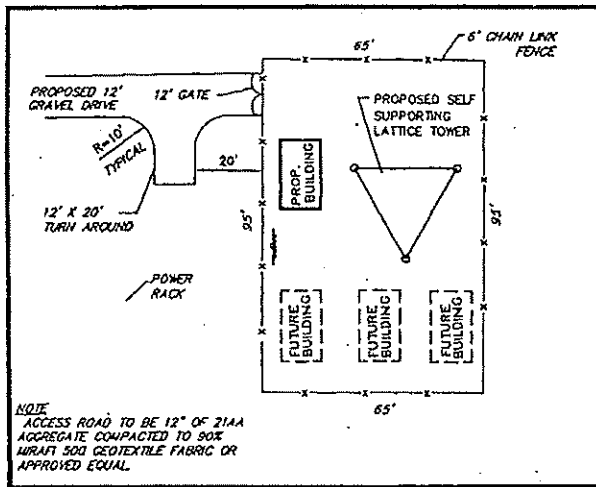 65'
6' CHAIN LINK
FENCE
PROPOSED 12'
GRAVEL DRIVE
12' GATE
PROPOSED SELF
SUPPORTING
LATTICE TOWER
R=10'
TYPICAL
20'
PROP.
BUILDING
12' X 20'
TURN AROUND
95'
95'
POWER
RACK
FUTURE
BUILDING
FUTURE
BUILDING
FUTURE
BUILDING
65'
NOTE
ACCESS ROAD TO BE 12" OF 21AA
AGGREGATE COMPACTED TO 90%
MIRAFI 500 GEOTEXTILE FABRIC OR
APPROVED EQUAL.